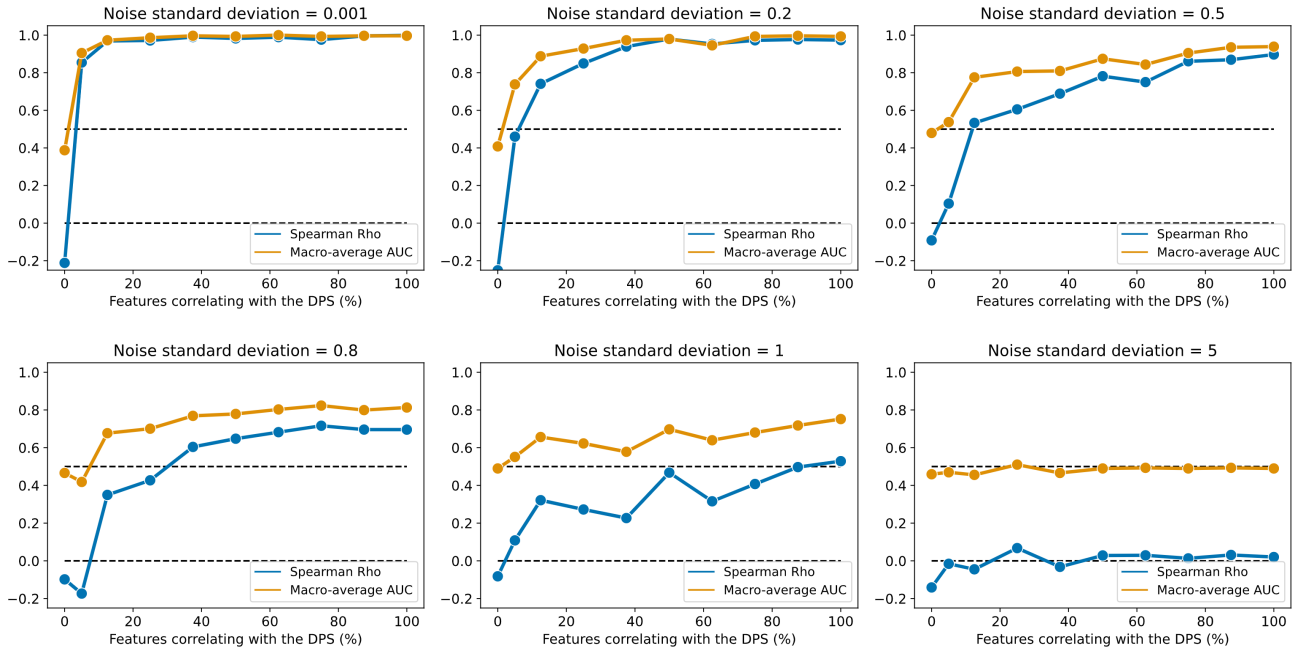 Noise standard deviation = 0.001
1.0
0.8
0.6
0.4
0.2
0.0
−0.2
0 20 40 60 80 100
Features correlating with the DPS (%)
Spearman Rho
Macro-average AUC
Noise standard deviation = 0.2
1.0
0.8
0.6
0.4
0.2
0.0
−0.2
0 20 40 60 80 100
Features correlating with the DPS (%)
Spearman Rho
Macro-average AUC
Noise standard deviation = 0.5
1.0
0.8
0.6
0.4
0.2
0.0
−0.2
0 20 40 60 80 100
Features correlating with the DPS (%)
Spearman Rho
Macro-average AUC
Noise standard deviation = 0.8
1.0
0.8
0.6
0.4
0.2
0.0
−0.2
0 20 40 60 80 100
Features correlating with the DPS (%)
Spearman Rho
Macro-average AUC
Noise standard deviation = 1
1.0
0.8
0.6
0.4
0.2
0.0
−0.2
0 20 40 60 80 100
Features correlating with the DPS (%)
Spearman Rho
Macro-average AUC
Noise standard deviation = 5
1.0
0.8
0.6
0.4
0.2
0.0
−0.2
0 20 40 60 80 100
Features correlating with the DPS (%)
Spearman Rho
Macro-average AUC